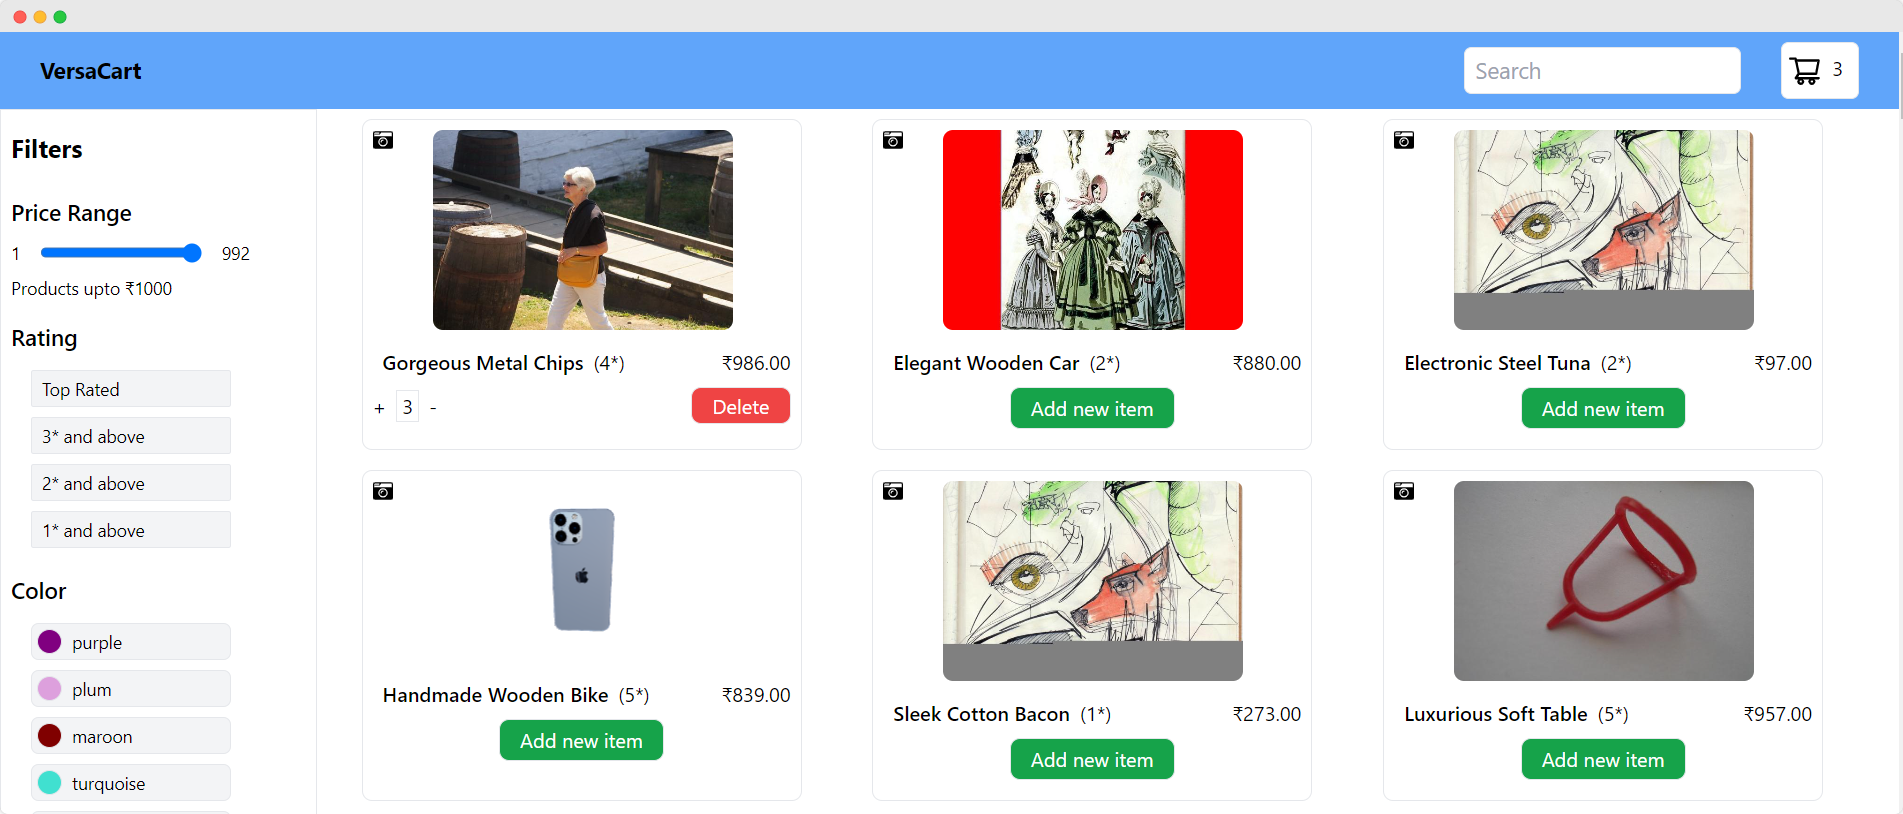 VersaCart
Search
3
Filters
Price Range
1 992
Products upto ₹1000
Rating
Top Rated
3* and above
2* and above
1* and above
Color
purple
plum
maroon
turquoise
Gorgeous Metal Chips (4*) ₹986.00
+ 3 - Delete
Elegant Wooden Car (2*) ₹880.00
Add new item
Electronic Steel Tuna (2*) ₹97.00
Add new item
Handmade Wooden Bike (5*) ₹839.00
Add new item
Sleek Cotton Bacon (1*) ₹273.00
Add new item
Luxurious Soft Table (5*) ₹957.00
Add new item